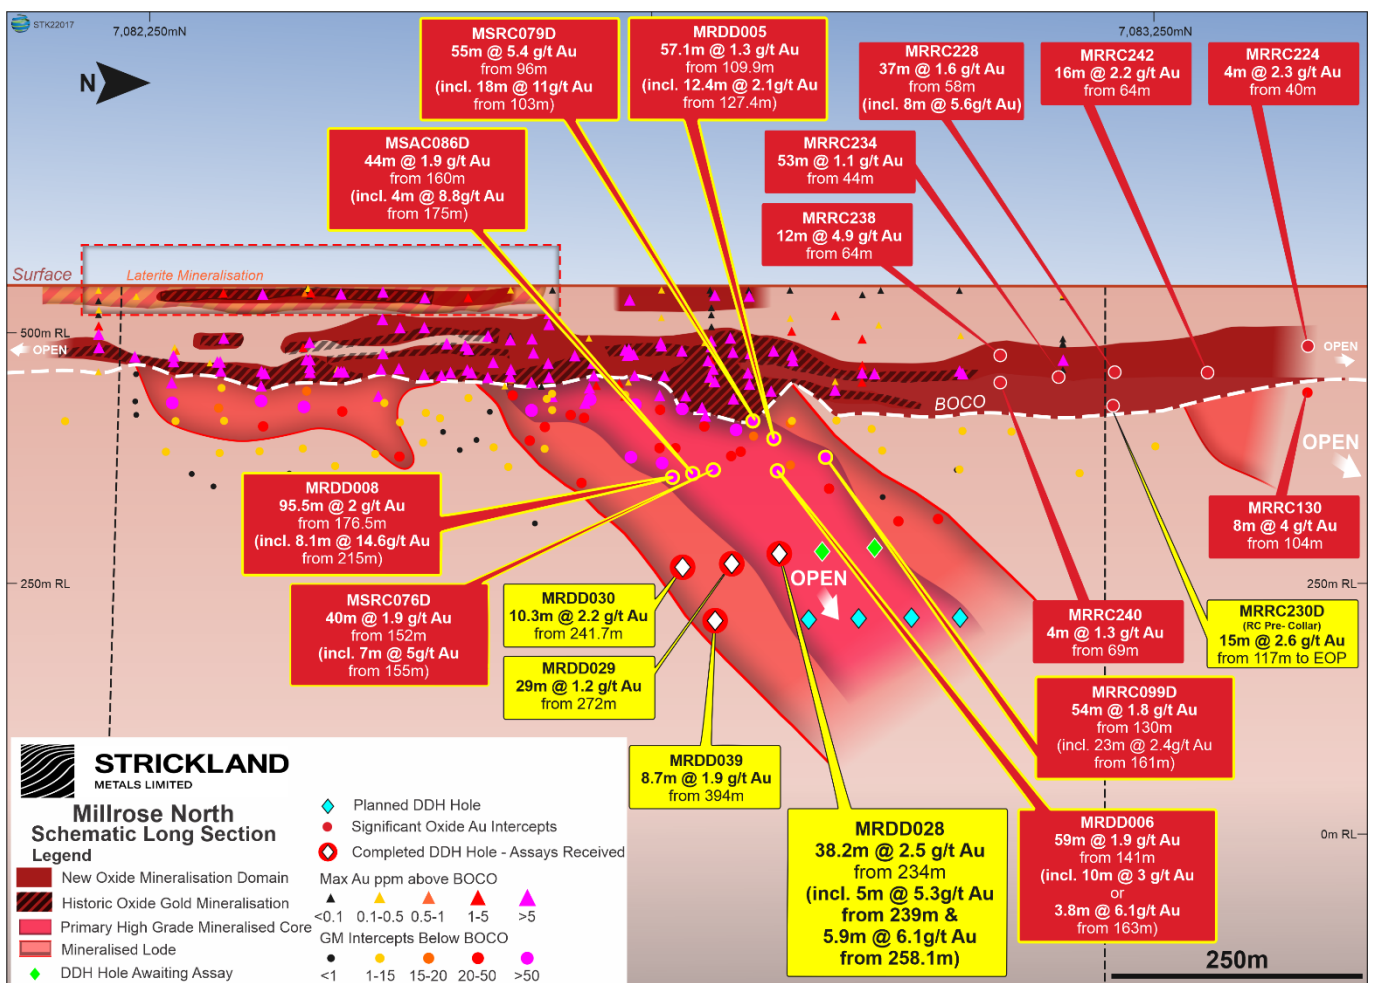 STK22017
7,082,250mN
7,083,250mN
N
MSRC079D
55m @ 5.4 g/t Au
from 96m
(incl. 18m @ 11g/t Au
from 103m)
MRDD005
57.1m @ 1.3 g/t Au
from 109.9m
(incl. 12.4m @ 2.1g/t Au
from 127.4m)
MRRC228
37m @ 1.6 g/t Au
from 58m
(incl. 8m @ 5.6g/t Au)
MRRC242
16m @ 2.2 g/t Au
from 64m
MRRC224
4m @ 2.3 g/t Au
from 40m
MSAC086D
44m @ 1.9 g/t Au
from 160m
(incl. 4m @ 8.8g/t Au
from 175m)
MRRC234
53m @ 1.1 g/t Au
from 44m
MRRC238
12m @ 4.9 g/t Au
from 64m
Surface
Laterite Mineralisation
500m RL
OPEN
OPEN
BOCO
OPEN
MRDD008
95.5m @ 2 g/t Au
from 176.5m
(incl. 8.1m @ 14.6g/t Au
from 215m)
MRRC130
8m @ 4 g/t Au
from 104m
250m RL
250m RL
OPEN
MSRC076D
40m @ 1.9 g/t Au
from 152m
(incl. 7m @ 5g/t Au
from 155m)
MRDD030
10.3m @ 2.2 g/t Au
from 241.7m
MRDD029
29m @ 1.2 g/t Au
from 272m
MRRC240
4m @ 1.3 g/t Au
from 69m
MRRC230D
(RC Pre- Collar)
15m @ 2.6 g/t Au
from 117m to EOP
MRRC099D
54m @ 1.8 g/t Au
from 130m
(incl. 23m @ 2.4g/t Au
from 161m)
MRDD039
8.7m @ 1.9 g/t Au
from 394m
MRDD028
38.2m @ 2.5 g/t Au
from 234m
(incl. 5m @ 5.3g/t Au
from 239m &
5.9m @ 6.1g/t Au
from 258.1m)
MRDD006
59m @ 1.9 g/t Au
from 141m
(incl. 10m @ 3 g/t Au
or
3.8m @ 6.1g/t Au
from 163m)
0m RL
250m
STRICKLAND
METALS LIMITED
Millrose North
Schematic Long Section
Legend
New Oxide Mineralisation Domain
Historic Oxide Gold Mineralisation
Primary High Grade Mineralised Core
Mineralised Lode
DDH Hole Awaiting Assay
Planned DDH Hole
Significant Oxide Au Intercepts
Completed DDH Hole - Assays Received
Max Au ppm above BOCO
<0.1 0.1-0.5 0.5-1 1-5 >5
GM Intercepts Below BOCO
<1 1-15 15-20 20-50 >50